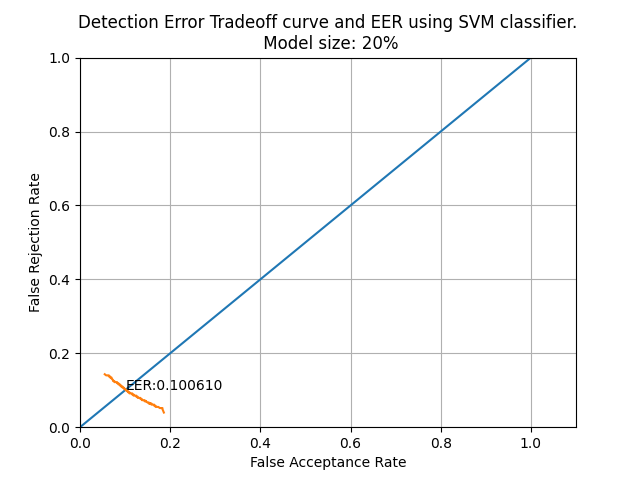 Detection Error Tradeoff curve and EER using SVM classifier.
Model size: 20%
1.0
0.8
0.6
0.4
0.2
0.0
False Rejection Rate
EER:0.100610
0.0 0.2 0.4 0.6 0.8 1.0
False Acceptance Rate